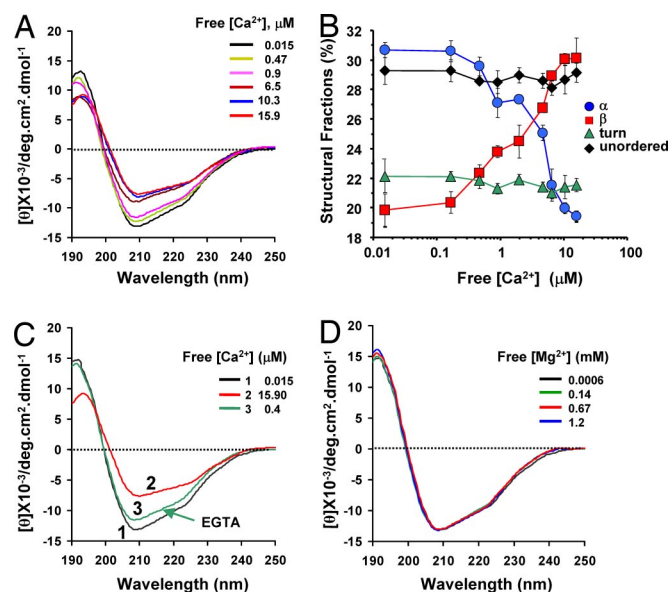 A
Free [Ca²⁺], μM
0.015
0.47
0.9
6.5
10.3
15.9
[θ]X10⁻³/deg.cm².dmol⁻¹
20
15
10
5
0
-5
-10
-15
190 200 210 220 230 240 250
Wavelength (nm)
B
Structural Fractions (%)
32
30
28
26
24
22
20
18
0.01 0.1 1 10 100
Free [Ca²⁺] (μM)
α
β
turn
unordered
C
Free [Ca²⁺] (μM)
1 0.015
2 15.90
3 0.4
[θ]X10⁻³/deg.cm².dmol⁻¹
20
15
10
5
0
-5
-10
-15
2
3
1
EGTA
190 200 210 220 230 240 250
Wavelength (nm)
D
Free [Mg²⁺] (mM)
0.0006
0.14
0.67
1.2
[θ]X10⁻³/deg.cm².dmol⁻¹
20
15
10
5
0
-5
-10
-15
190 200 210 220 230 240 250
Wavelength (nm)